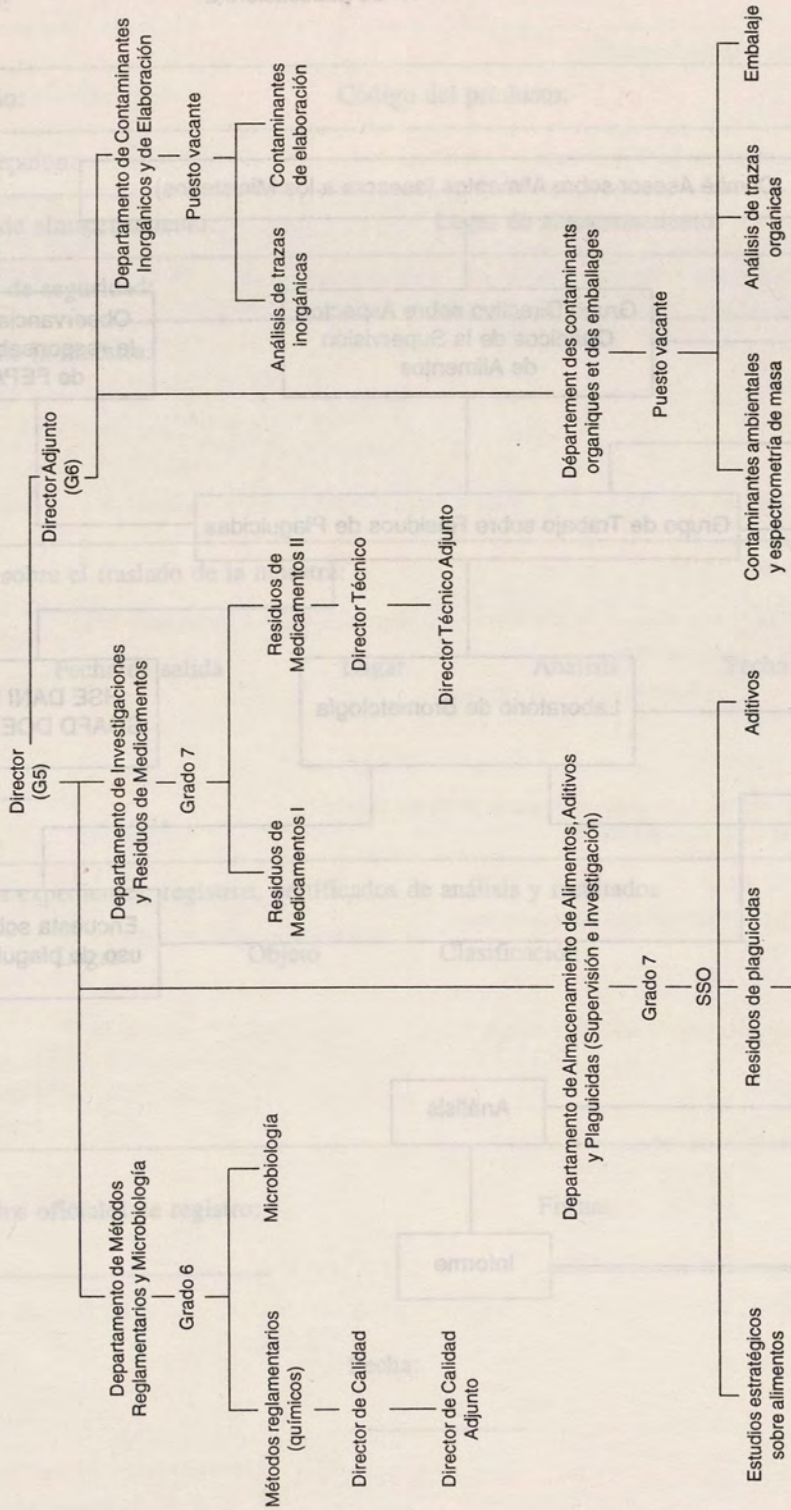 Director
(G5)
Director Adjunto
(G6)
Departamento de Métodos
Reglamentarios y Microbiología
Grado 6
Métodos reglamentarios
(químicos)
Director de Calidad
Director de Calidad
Adjunto
Microbiología
Departamento de Investigaciones
y Residuos de Medicamentos
Grado 7
Residuos de
Medicamentos I
Residuos de
Medicamentos II
Director Técnico
Director Técnico Adjunto
Departamento de Contaminantes
Inorgánicos y de Elaboración
Puesto vacante
Análisis de trazas
inorgánicas
Contaminantes
de elaboración
Departamento de Almacenamiento de Alimentos, Aditivos
y Plaguicidas (Supervisión e Investigación)
Grado 7
SSO
Estudios estratégicos
sobre alimentos
Residuos de plaguicidas
Aditivos
Département des contaminants
organiques et des emballages
Puesto vacante
Contaminantes ambientales
y espectrometría de masa
Análisis de trazas
orgánicas
Embalaje